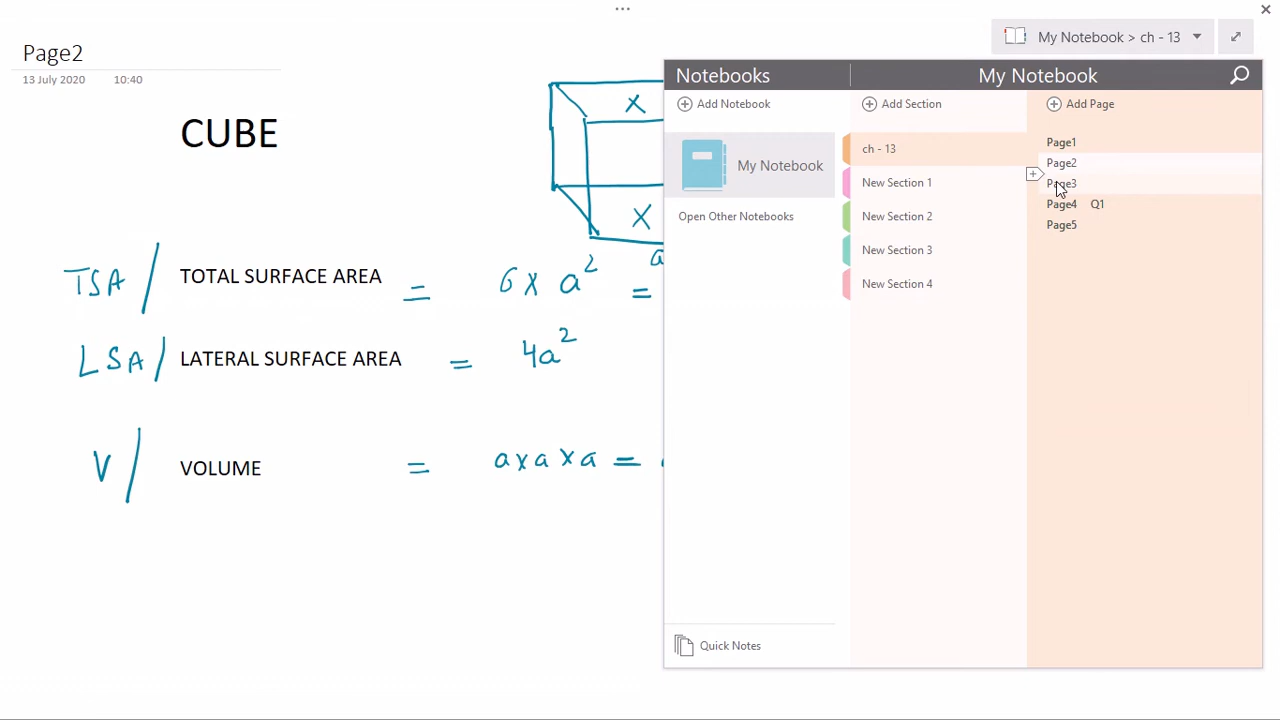 ...
My Notebook > ch - 13
Page2
13 July 2020 10:40
CUBE
X
X
a
TSA / TOTAL SURFACE AREA = 6 x a² =
LSA / LATERAL SURFACE AREA = 4a²
V / VOLUME = a x a x a =
Notebooks
My Notebook
Add Notebook
My Notebook
Open Other Notebooks
Quick Notes
Add Section
ch - 13
New Section 1
New Section 2
New Section 3
New Section 4
Add Page
Page1
Page2
Page3
Page4 Q1
Page5